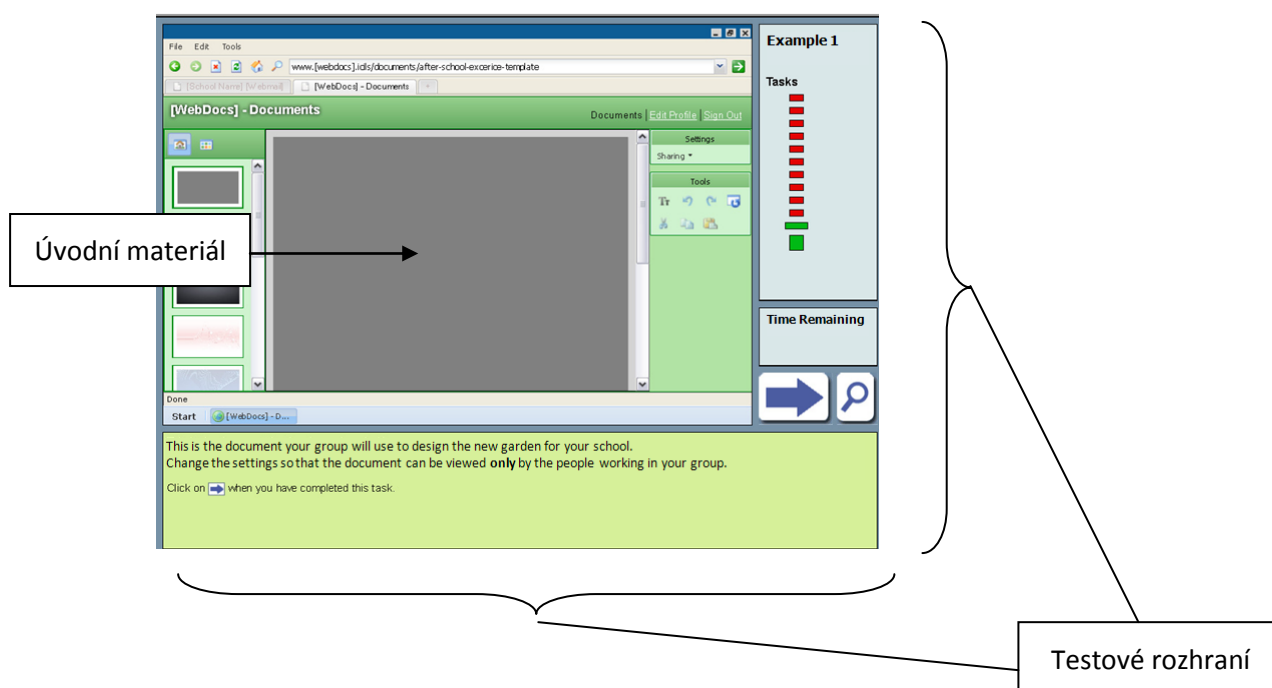 File Edit Tools
www.[webdocs].icils/documents/after-school-excerice-template
[School Name] [Webmail]
[WebDocs] - Documents
[WebDocs] - Documents
Documents | Edit Profile | Sign Out
Settings
Sharing
Tools
Tr
Done
Start [WebDocs] - D...
Example 1
Tasks
Time Remaining
This is the document your group will use to design the new garden for your school.
Change the settings so that the document can be viewed only by the people working in your group.
Click on when you have completed this task.
Úvodní materiál
Testové rozhraní